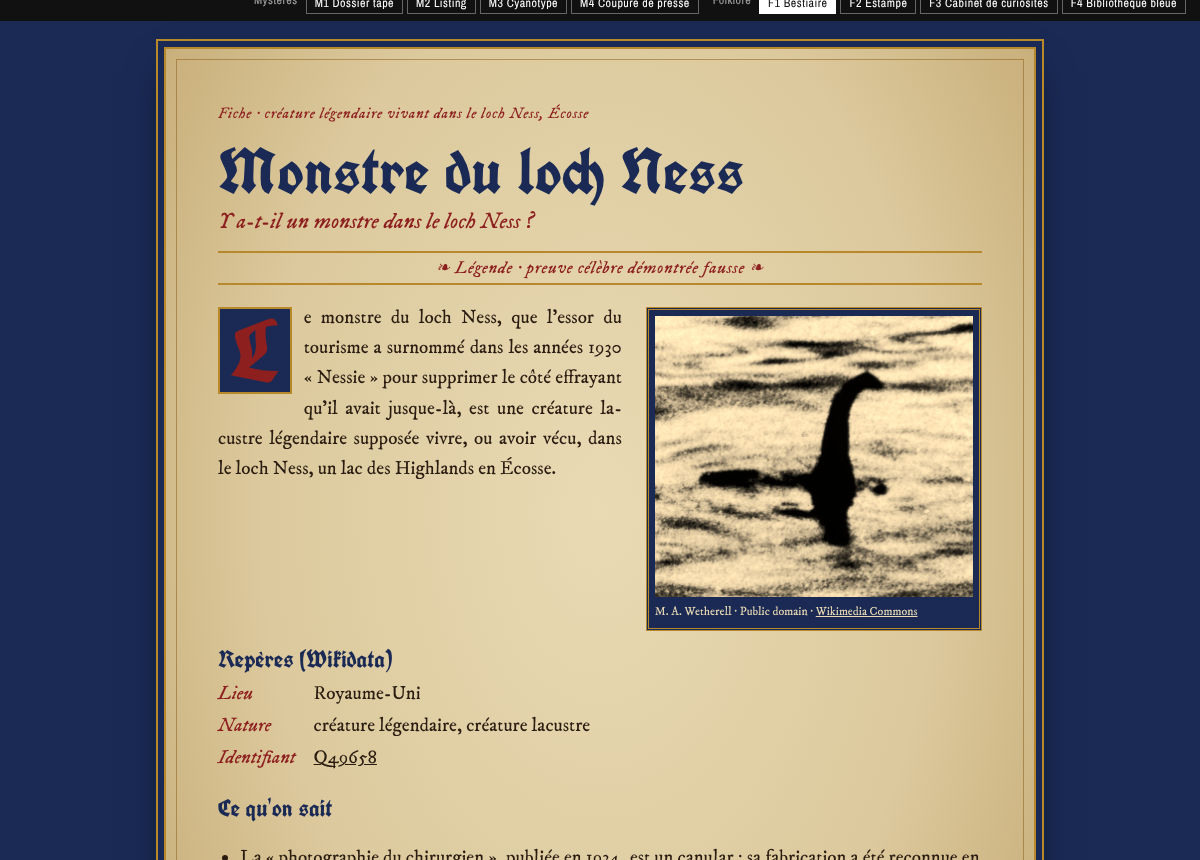 Mystères M1 Dossier tapé M2 Listing M3 Cyanotype M4 Coupure de presse Folklore F1 Bestiaire F2 Estampe F3 Cabinet de curiosités F4 Bibliothèque bleue
Fiche · créature légendaire vivant dans le loch Ness, Écosse
Monstre du loch Ness
Y a-t-il un monstre dans le loch Ness ?
❧ Légende · preuve célèbre démontrée fausse ❧
Le monstre du loch Ness, que l'essor du
tourisme a surnommé dans les années 1930
« Nessie » pour supprimer le côté effrayant
qu'il avait jusque-là, est une créature la-
custre légendaire supposée vivre, ou avoir vécu, dans
le loch Ness, un lac des Highlands en Écosse.
M. A. Wetherell · Public domain · Wikimedia Commons
Repères (Wikidata)
Lieu Royaume-Uni
Nature créature légendaire, créature lacustre
Identifiant Q49658
Ce qu'on sait
• La « photographie du chirurgien », publiée en 1934, est un canular : sa fabrication a été reconnue en